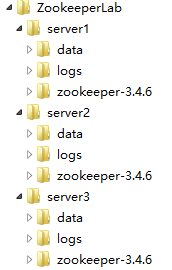 ZookeeperLab
server1
data
logs
zookeeper-3.4.6
server2
data
logs
zookeeper-3.4.6
server3
data
logs
zookeeper-3.4.6